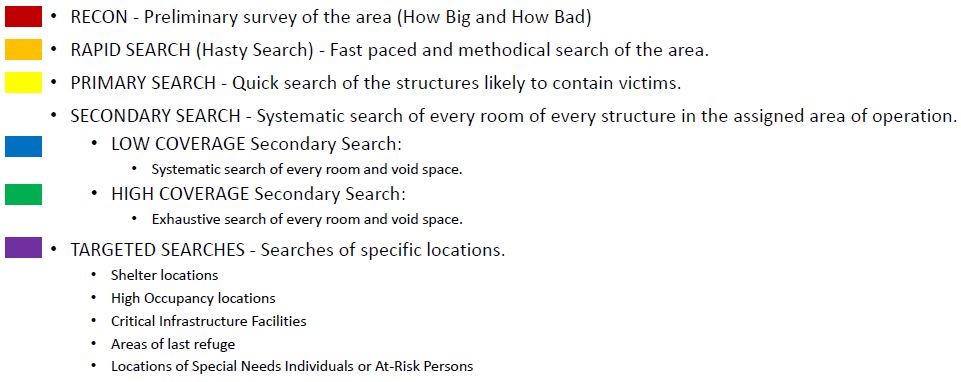 • RECON - Preliminary survey of the area (How Big and How Bad)
• RAPID SEARCH (Hasty Search) - Fast paced and methodical search of the area.
• PRIMARY SEARCH - Quick search of the structures likely to contain victims.
• SECONDARY SEARCH - Systematic search of every room of every structure in the assigned area of operation.
• LOW COVERAGE Secondary Search:
• Systematic search of every room and void space.
• HIGH COVERAGE Secondary Search:
• Exhaustive search of every room and void space.
• TARGETED SEARCHES - Searches of specific locations.
• Shelter locations
• High Occupancy locations
• Critical Infrastructure Facilities
• Areas of last refuge
• Locations of Special Needs Individuals or At-Risk Persons